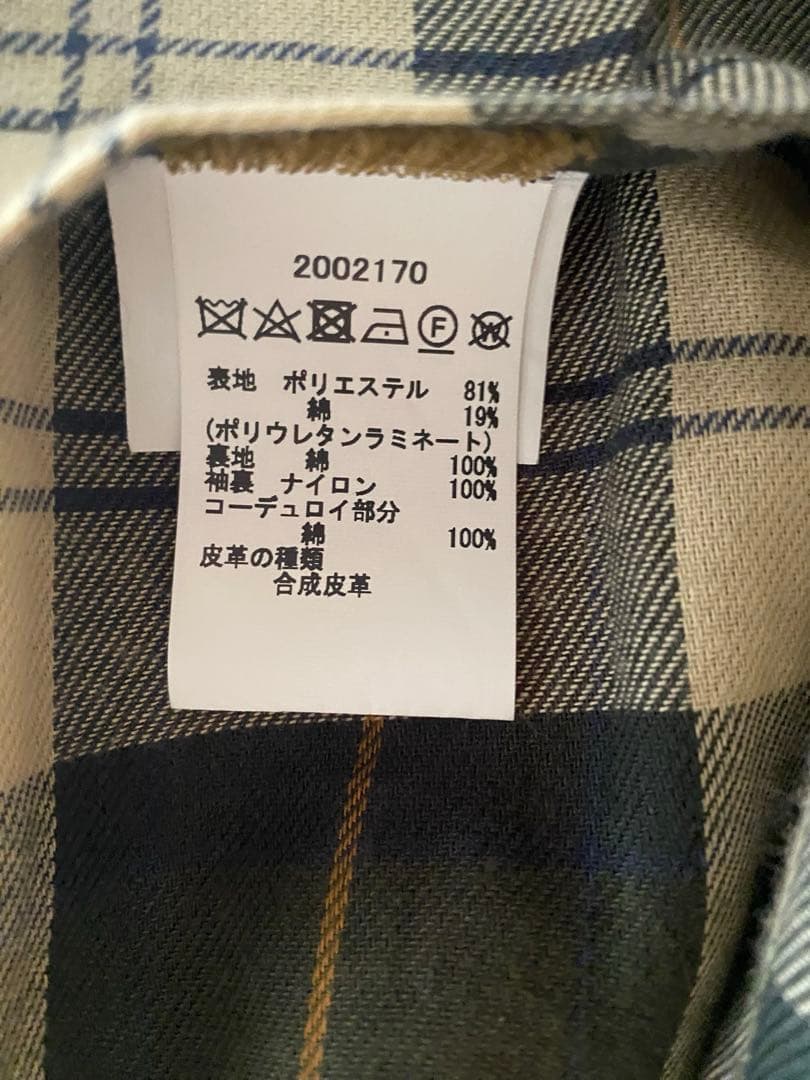 2002170
F W
表地 ポリエステル 81%
綿 19%
(ポリウレタンラミネート)
裏地 綿 100%
袖裏 ナイロン 100%
コーデュロイ部分
綿 100%
皮革の種類
合成皮革